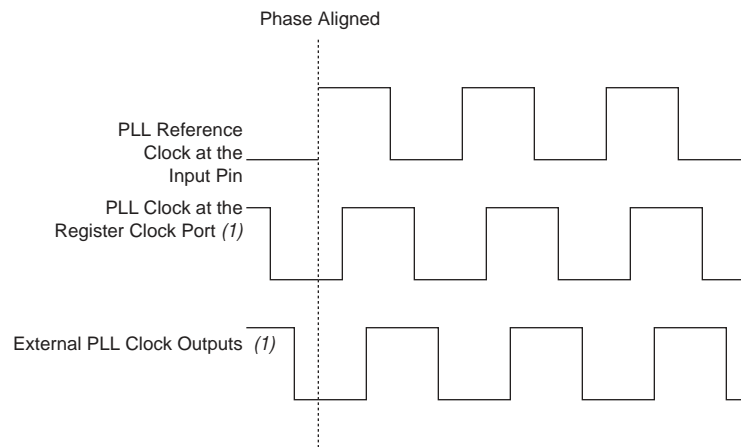 Phase Aligned
PLL Reference
Clock at the
Input Pin
PLL Clock at the
Register Clock Port (1)
External PLL Clock Outputs (1)